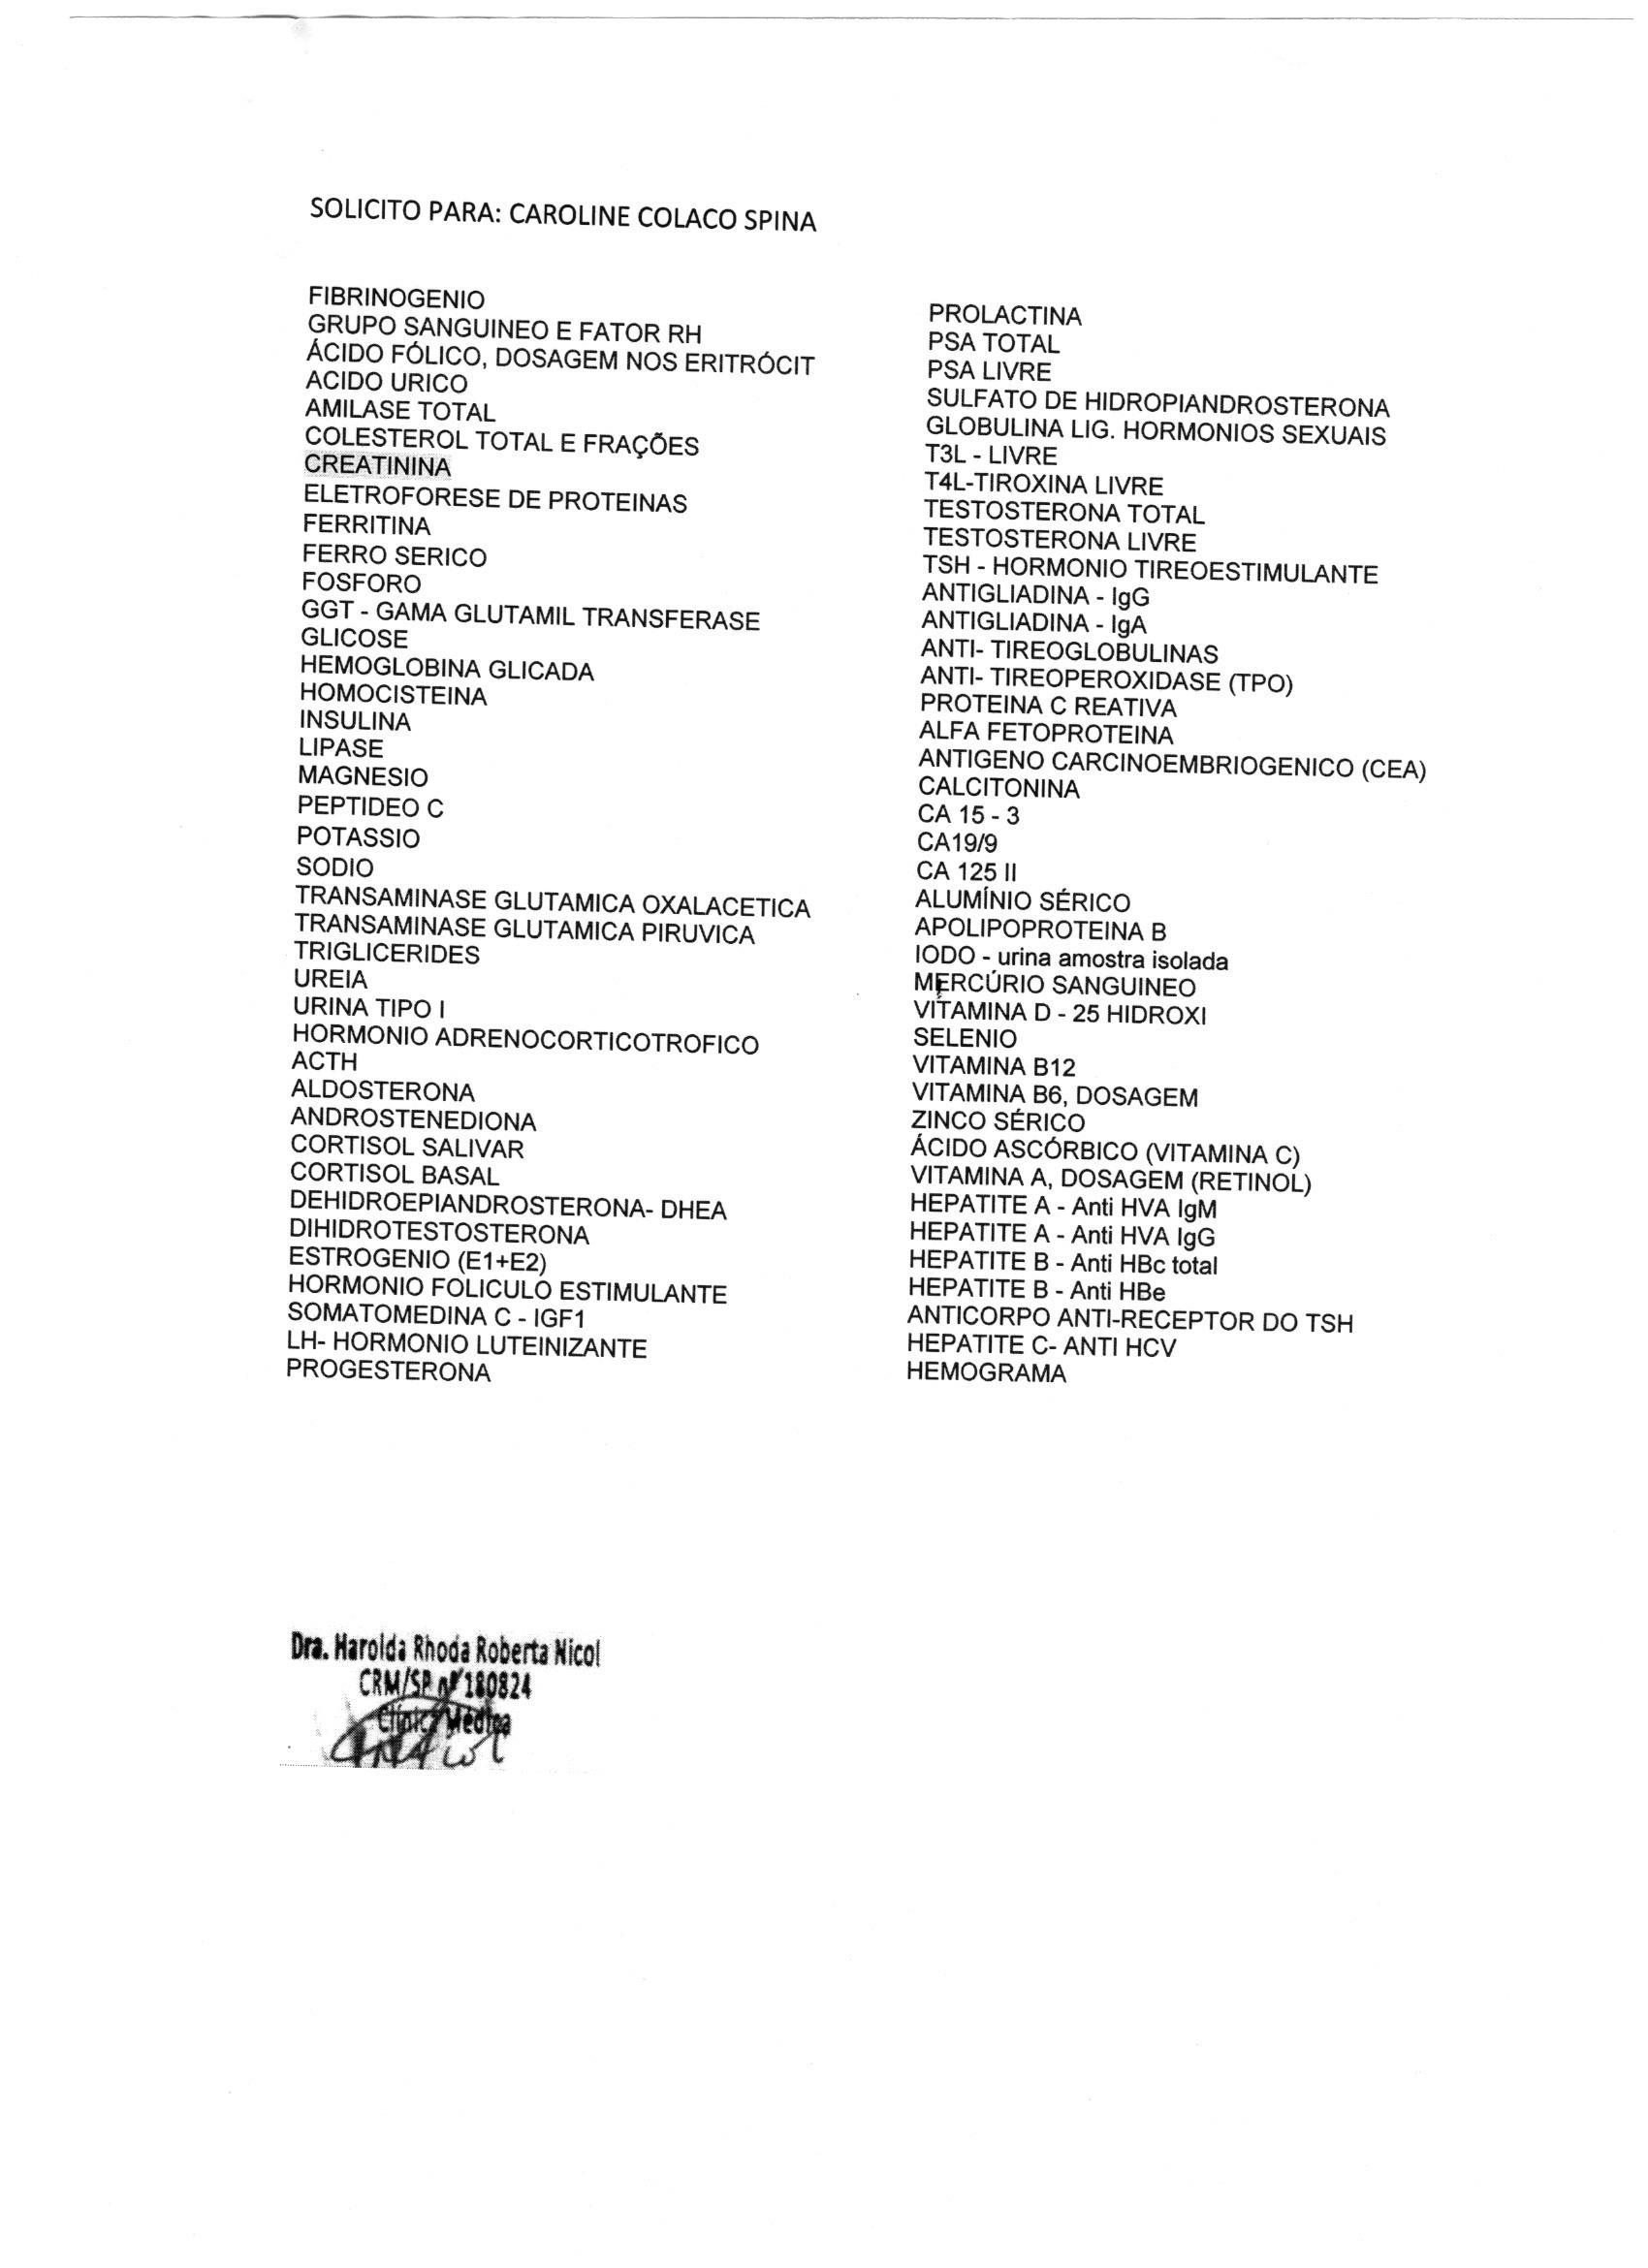 SOLICITO PARA: CAROLINE COLACO SPINA
FIBRINOGENIO
GRUPO SANGUINEO E FATOR RH
ÁCIDO FÓLICO, DOSAGEM NOS ERITRÓCIT
ACIDO URICO
AMILASE TOTAL
COLESTEROL TOTAL E FRAÇÕES
CREATININA
ELETROFORESE DE PROTEINAS
FERRITINA
FERRO SERICO
FOSFORO
GGT - GAMA GLUTAMIL TRANSFERASE
GLICOSE
HEMOGLOBINA GLICADA
HOMOCISTEINA
INSULINA
LIPASE
MAGNESIO
PEPTIDEO C
POTASSIO
SODIO
TRANSAMINASE GLUTAMICA OXALACETICA
TRANSAMINASE GLUTAMICA PIRUVICA
TRIGLICERIDES
UREIA
URINA TIPO I
HORMONIO ADRENOCORTICOTROFICO
ACTH
ALDOSTERONA
ANDROSTENEDIONA
CORTISOL SALIVAR
CORTISOL BASAL
DEHIDROEPIANDROSTERONA- DHEA
DIHIDROTESTOSTERONA
ESTROGENIO (E1+E2)
HORMONIO FOLICULO ESTIMULANTE
SOMATOMEDINA C - IGF1
LH- HORMONIO LUTEINIZANTE
PROGESTERONA
PROLACTINA
PSA TOTAL
PSA LIVRE
SULFATO DE HIDROPIANDROSTERONA
GLOBULINA LIG. HORMONIOS SEXUAIS
T3L - LIVRE
T4L-TIROXINA LIVRE
TESTOSTERONA TOTAL
TESTOSTERONA LIVRE
TSH - HORMONIO TIREOESTIMULANTE
ANTIGLIADINA - IgG
ANTIGLIADINA - IgA
ANTI- TIREOGLOBULINAS
ANTI- TIREOPEROXIDASE (TPO)
PROTEINA C REATIVA
ALFA FETOPROTEINA
ANTIGENO CARCINOEMBRIOGENICO (CEA)
CALCITONINA
CA 15 - 3
CA19/9
CA 125 II
ALUMÍNIO SÉRICO
APOLIPOPROTEINA B
IODO - urina amostra isolada
MERCÚRIO SANGUINEO
VITAMINA D - 25 HIDROXI
SELENIO
VITAMINA B12
VITAMINA B6, DOSAGEM
ZINCO SÉRICO
ÁCIDO ASCÓRBICO (VITAMINA C)
VITAMINA A, DOSAGEM (RETINOL)
HEPATITE A - Anti HVA IgM
HEPATITE A - Anti HVA IgG
HEPATITE B - Anti HBc total
HEPATITE B - Anti HBe
ANTICORPO ANTI-RECEPTOR DO TSH
HEPATITE C- ANTI HCV
HEMOGRAMA
Dra. Harolda Rhoda Roberta Nicol
CRM/SP nº 180824
Clínica Médica